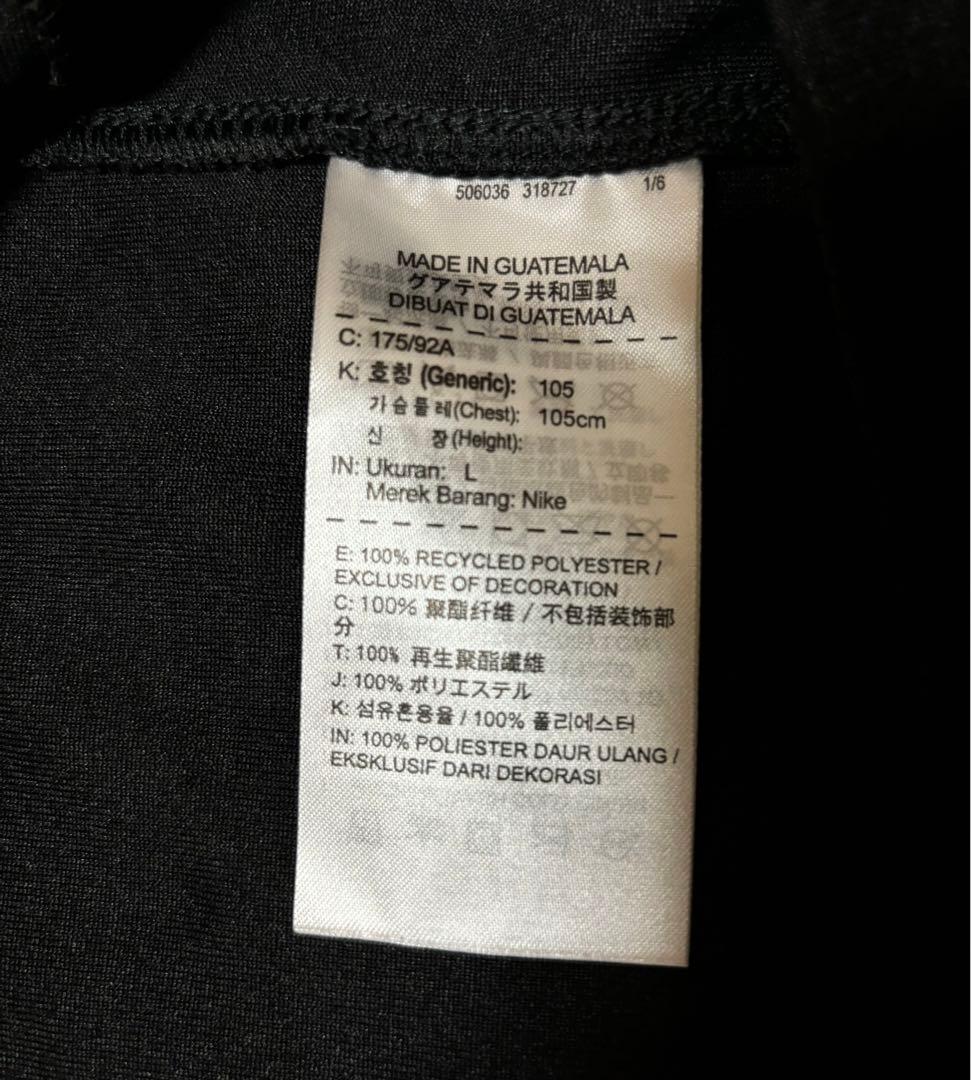 506036 318727 1/6
MADE IN GUATEMALA
グアテマラ共和国製
DIBUAT DI GUATEMALA
C: 175/92A
K: 호칭 (Generic): 105
가슴둘레(Chest): 105cm
신 장(Height):
IN: Ukuran: L
Merek Barang: Nike
E: 100% RECYCLED POLYESTER /
EXCLUSIVE OF DECORATION
C: 100% 聚酯纤维 / 不包括装饰部
分
T: 100% 再生聚酯纖維
J: 100% ポリエステル
K: 섬유혼용율 / 100% 폴리에스터
IN: 100% POLIESTER DAUR ULANG /
EKSKLUSIF DARI DEKORASI